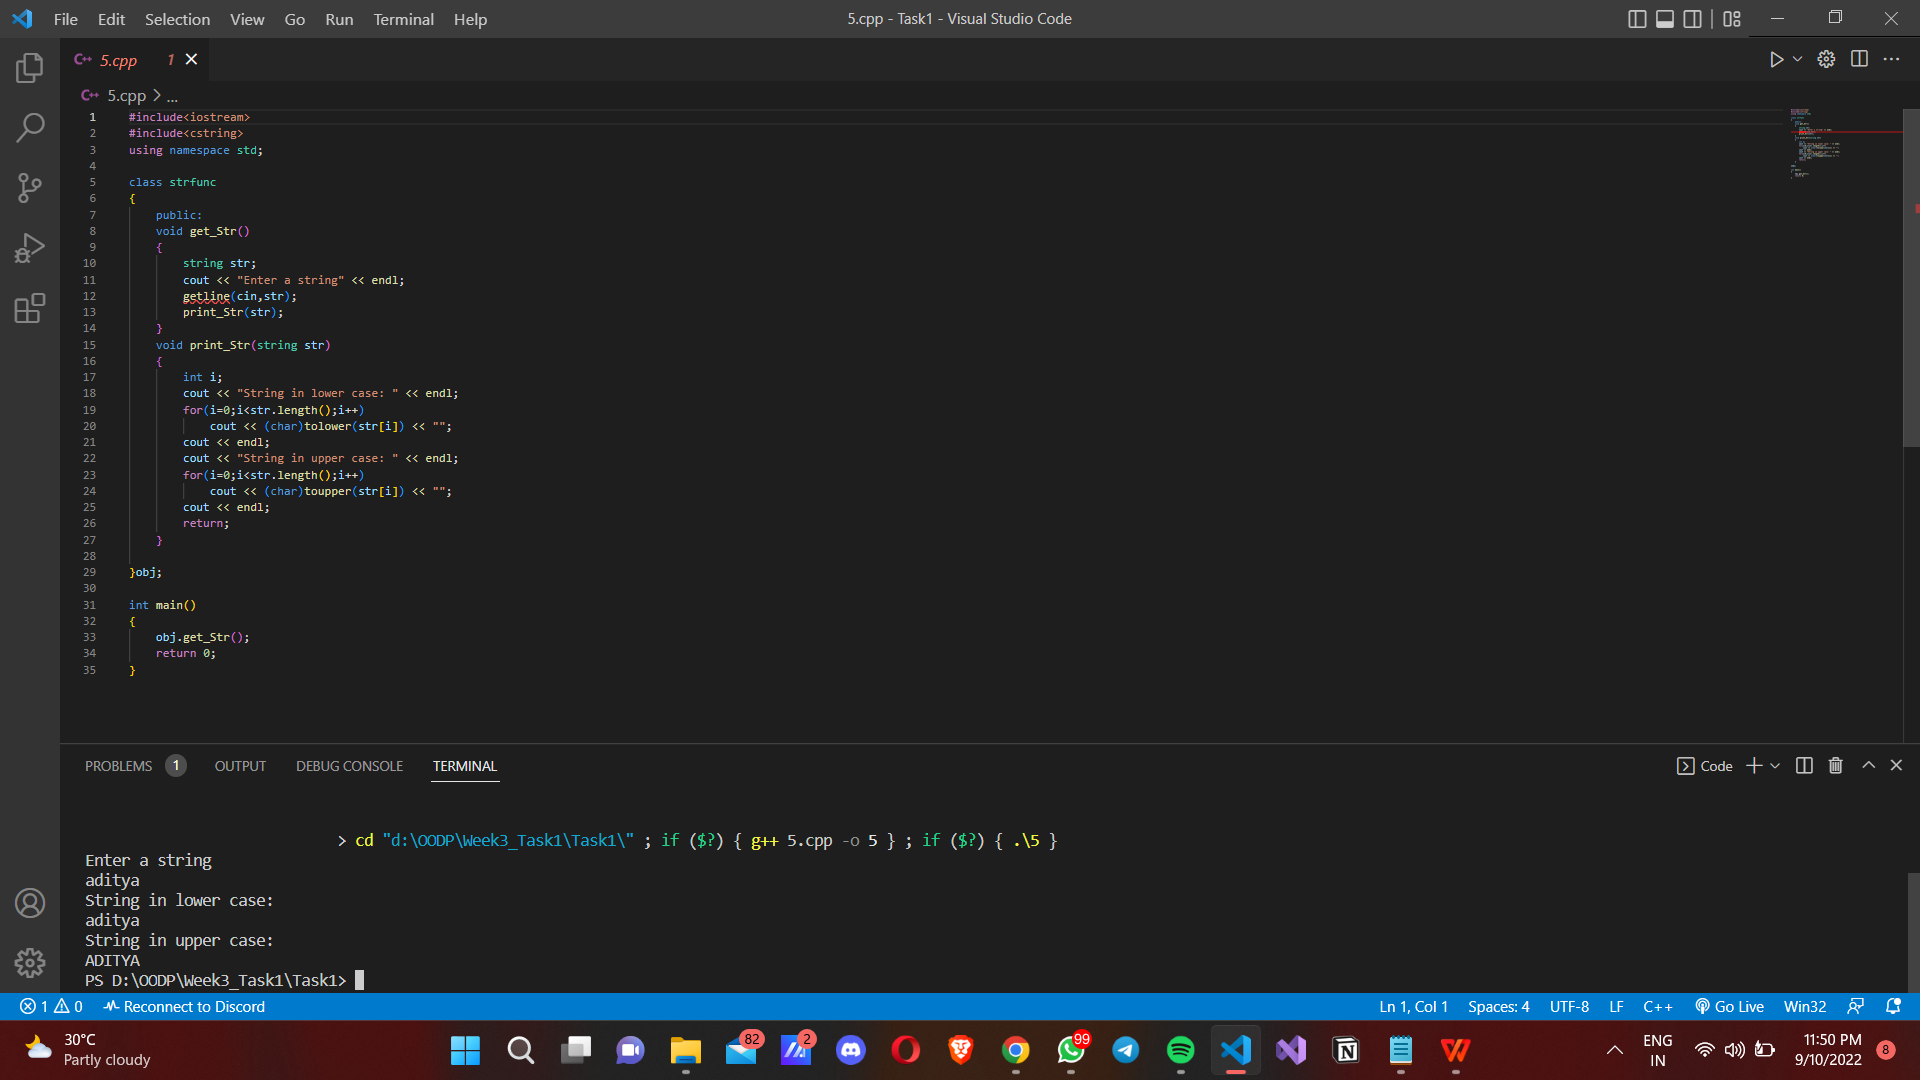 File Edit Selection View Go Run Terminal Help
5.cpp - Task1 - Visual Studio Code
C++ 5.cpp 1
C++ 5.cpp > ...
1 #include<iostream>
2 #include<cstring>
3 using namespace std;
4
5 class strfunc
6 {
7 public:
8 void get_Str()
9 {
10 string str;
11 cout << "Enter a string" << endl;
12 getline(cin,str);
13 print_Str(str);
14 }
15 void print_Str(string str)
16 {
17 int i;
18 cout << "String in lower case: " << endl;
19 for(i=0;i<str.length();i++)
20 cout << (char)tolower(str[i]) << "";
21 cout << endl;
22 cout << "String in upper case: " << endl;
23 for(i=0;i<str.length();i++)
24 cout << (char)toupper(str[i]) << "";
25 cout << endl;
26 return;
27 }
28
29 }obj;
30
31 int main()
32 {
33 obj.get_Str();
34 return 0;
35 }
PROBLEMS 1 OUTPUT DEBUG CONSOLE TERMINAL
Code
> cd "d:\OODP\Week3_Task1\Task1\" ; if ($?) { g++ 5.cpp -o 5 } ; if ($?) { .\5 }
Enter a string
aditya
String in lower case:
aditya
String in upper case:
ADITYA
PS D:\OODP\Week3_Task1\Task1>
1 0 Reconnect to Discord
Ln 1, Col 1 Spaces: 4 UTF-8 LF C++ Go Live Win32
30°C
Partly cloudy
82
2
99
ENG
IN
11:50 PM
9/10/2022
8